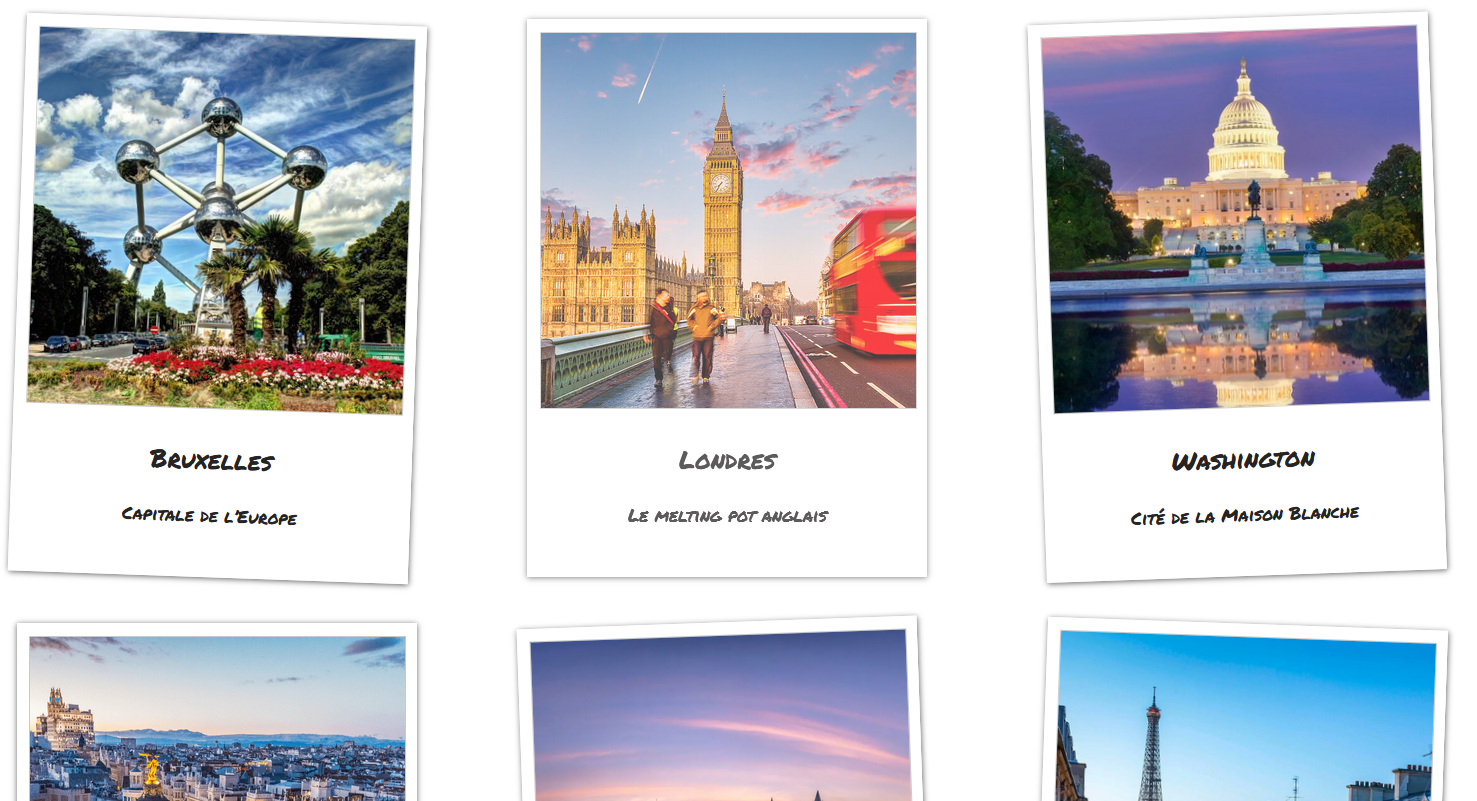 Bruxelles
Capitale de l'Europe
Londres
Le melting pot anglais
Washington
Cité de la Maison Blanche